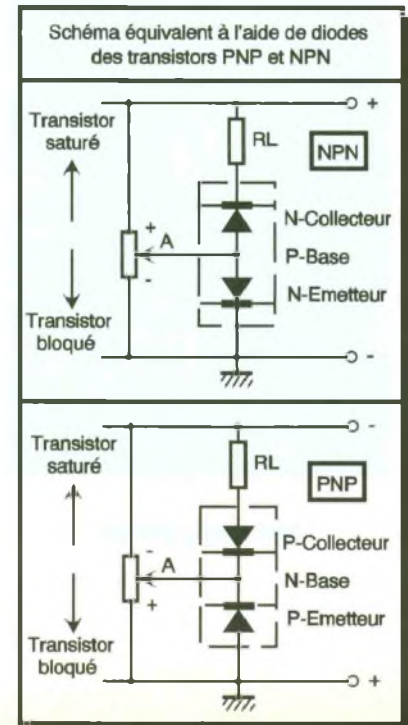 Schéma équivalent à l'aide de diodes
des transistors PNP et NPN
+
Transistor
saturé
RL
NPN
N-Collecteur
+
A
P-Base
-
N-Emetteur
Transistor
bloqué
-
-
Transistor
saturé
RL
PNP
P-Collecteur
-
A
N-Base
+
P-Emetteur
Transistor
bloqué
+